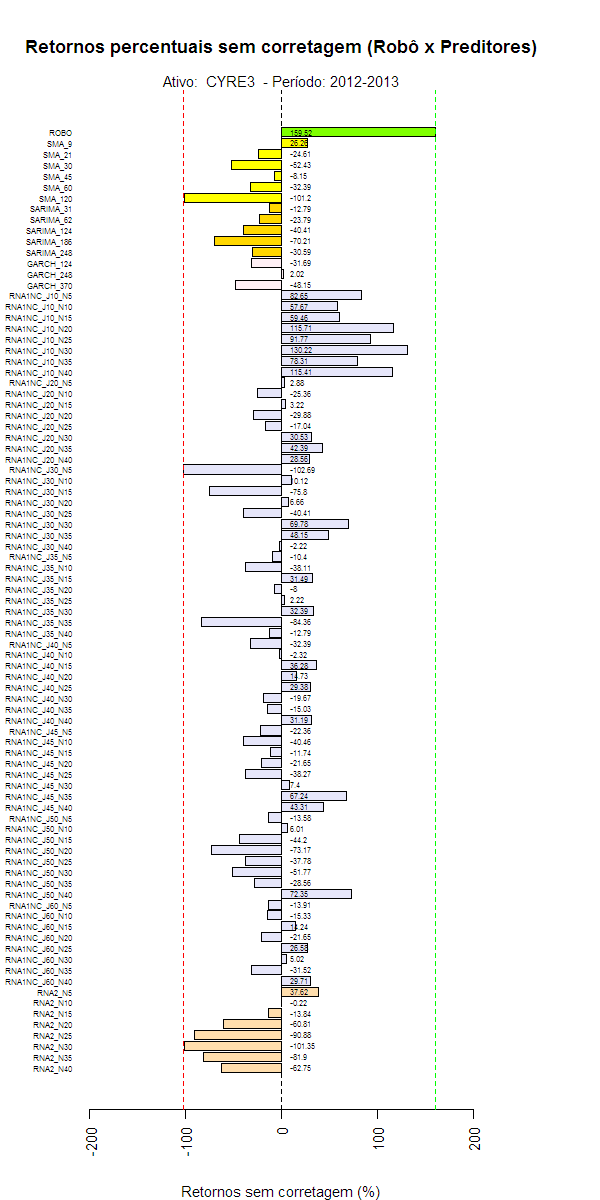 Retornos percentuais sem corretagem (Robô x Preditores)
Ativo:  CYRE3  - Período: 2012-2013
ROBO 159.52
SMA_9 26.26
SMA_21 -24.61
SMA_30 -52.43
SMA_45 -8.15
SMA_60 -32.39
SMA_120 -101.2
SARIMA_31 -12.79
SARIMA_62 -23.79
SARIMA_124 -40.41
SARIMA_186 -70.21
SARIMA_248 -30.59
GARCH_124 -31.69
GARCH_248 2.02
GARCH_370 -48.15
RNA1NC_J10_N5 82.65
RNA1NC_J10_N10 57.67
RNA1NC_J10_N15 59.46
RNA1NC_J10_N20 115.71
RNA1NC_J10_N25 91.77
RNA1NC_J10_N30 130.22
RNA1NC_J10_N35 78.31
RNA1NC_J10_N40 115.41
RNA1NC_J20_N5 2.88
RNA1NC_J20_N10 -25.36
RNA1NC_J20_N15 3.22
RNA1NC_J20_N20 -29.88
RNA1NC_J20_N25 -17.04
RNA1NC_J20_N30 30.53
RNA1NC_J20_N35 42.39
RNA1NC_J20_N40 28.56
RNA1NC_J30_N5 -102.69
RNA1NC_J30_N10 10.12
RNA1NC_J30_N15 -75.8
RNA1NC_J30_N20 6.66
RNA1NC_J30_N25 -40.41
RNA1NC_J30_N30 69.78
RNA1NC_J30_N35 48.15
RNA1NC_J30_N40 -2.22
RNA1NC_J35_N5 -10.4
RNA1NC_J35_N10 -38.11
RNA1NC_J35_N15 31.49
RNA1NC_J35_N20 -8
RNA1NC_J35_N25 2.22
RNA1NC_J35_N30 32.39
RNA1NC_J35_N35 -84.36
RNA1NC_J35_N40 -12.79
RNA1NC_J40_N5 -32.39
RNA1NC_J40_N10 -2.32
RNA1NC_J40_N15 36.28
RNA1NC_J40_N20 14.73
RNA1NC_J40_N25 29.38
RNA1NC_J40_N30 -19.67
RNA1NC_J40_N35 -15.03
RNA1NC_J40_N40 31.19
RNA1NC_J45_N5 -22.36
RNA1NC_J45_N10 -40.46
RNA1NC_J45_N15 -11.74
RNA1NC_J45_N20 -21.65
RNA1NC_J45_N25 -38.27
RNA1NC_J45_N30 7.4
RNA1NC_J45_N35 67.24
RNA1NC_J45_N40 43.31
RNA1NC_J50_N5 -13.58
RNA1NC_J50_N10 6.01
RNA1NC_J50_N15 -44.2
RNA1NC_J50_N20 -73.17
RNA1NC_J50_N25 -37.78
RNA1NC_J50_N30 -51.77
RNA1NC_J50_N35 -28.56
RNA1NC_J50_N40 72.35
RNA1NC_J60_N5 -13.91
RNA1NC_J60_N10 -15.33
RNA1NC_J60_N15 14.24
RNA1NC_J60_N20 -21.65
RNA1NC_J60_N25 26.58
RNA1NC_J60_N30 5.02
RNA1NC_J60_N35 -31.52
RNA1NC_J60_N40 29.71
RNA2_N5 37.62
RNA2_N10 -0.22
RNA2_N15 -13.84
RNA2_N20 -60.81
RNA2_N25 -90.88
RNA2_N30 -101.35
RNA2_N35 -81.9
RNA2_N40 -62.75
-200 -100 0 100 200
Retornos sem corretagem (%)